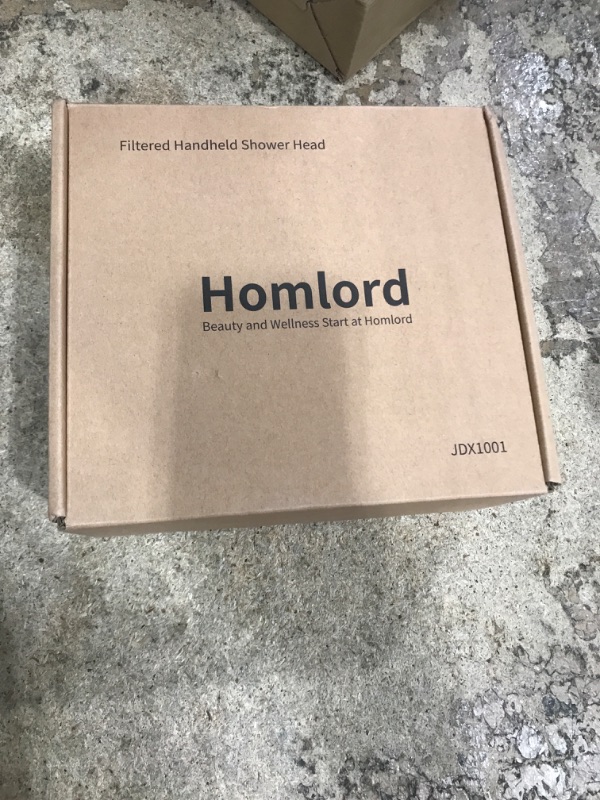 Filtered Handheld Shower Head
Homlord
Beauty and Wellness Start at Homlord
JDX1001